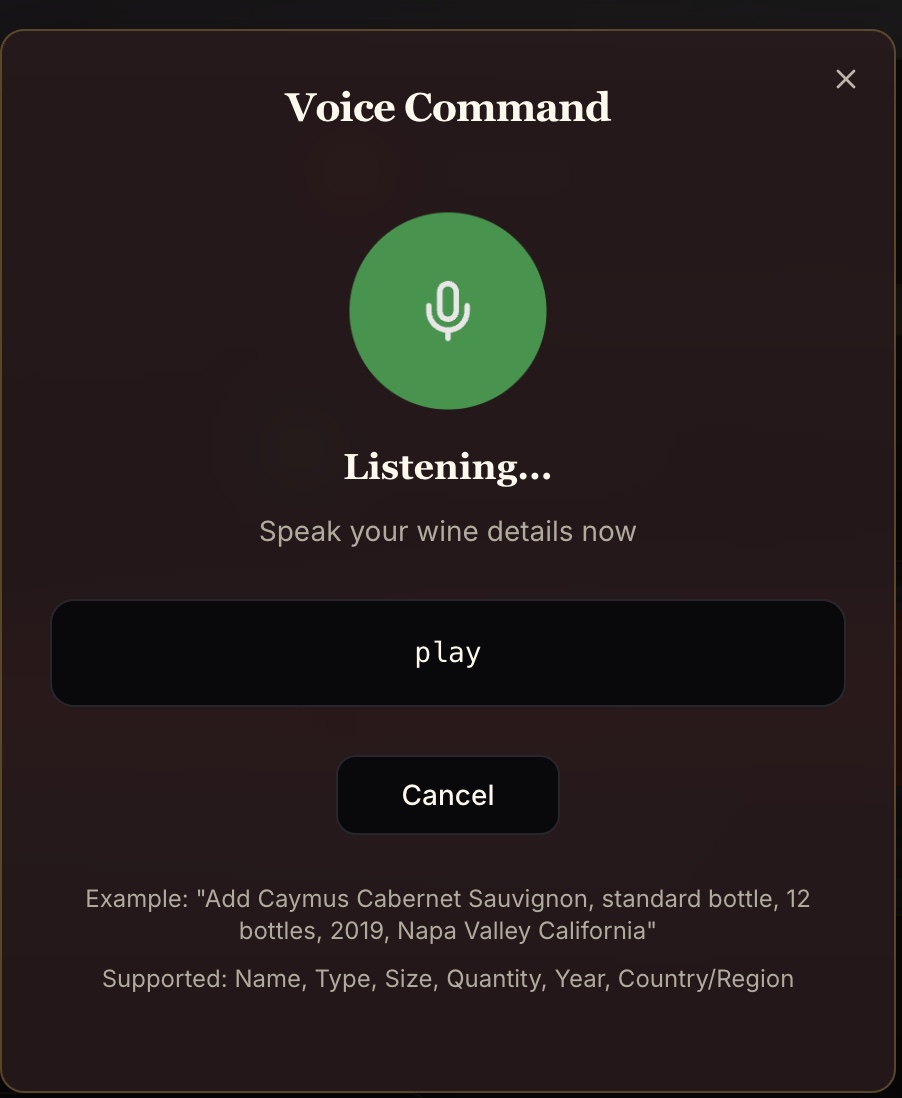 Voice Command
Listening...
Speak your wine details now
play
Cancel
Example: "Add Caymus Cabernet Sauvignon, standard bottle, 12
bottles, 2019, Napa Valley California"
Supported: Name, Type, Size, Quantity, Year, Country/Region